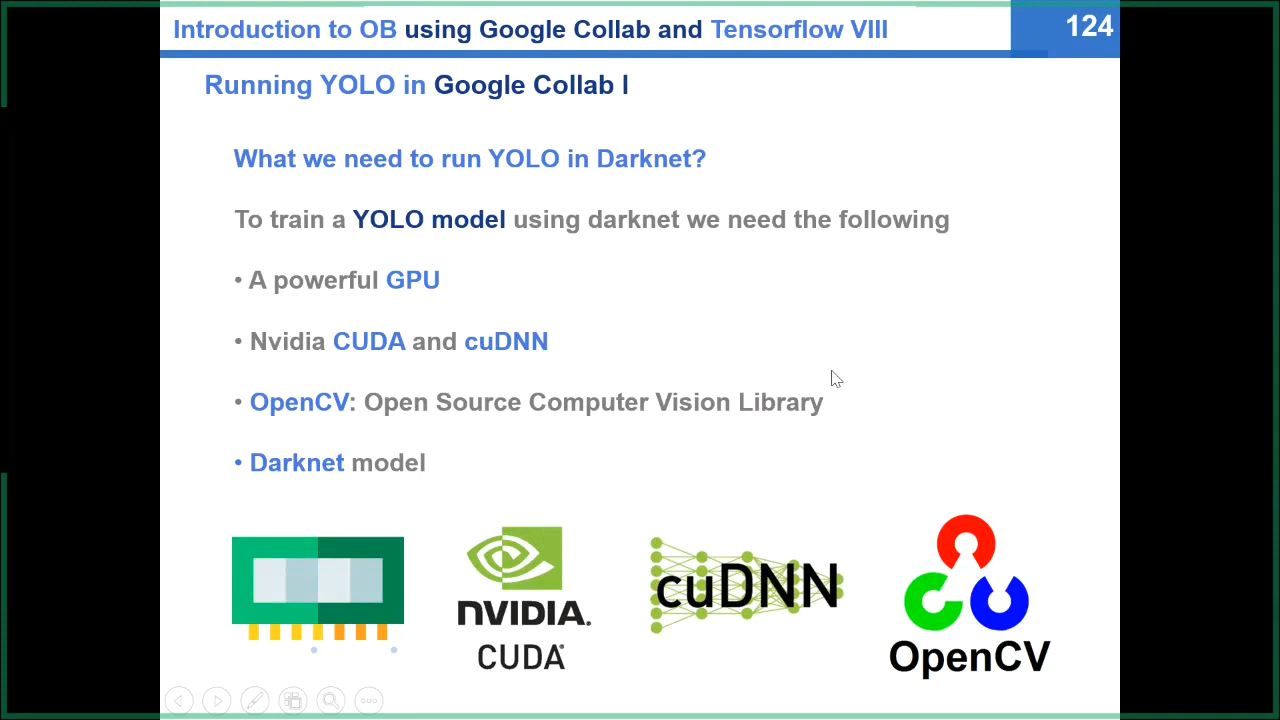 Introduction to OB using Google Collab and Tensorflow VIII
124
Running YOLO in Google Collab I
What we need to run YOLO in Darknet?
To train a YOLO model using darknet we need the following
• A powerful GPU
• Nvidia CUDA and cuDNN
• OpenCV: Open Source Computer Vision Library
• Darknet model
NVIDIA.
CUDA®
cuDNN
OpenCV